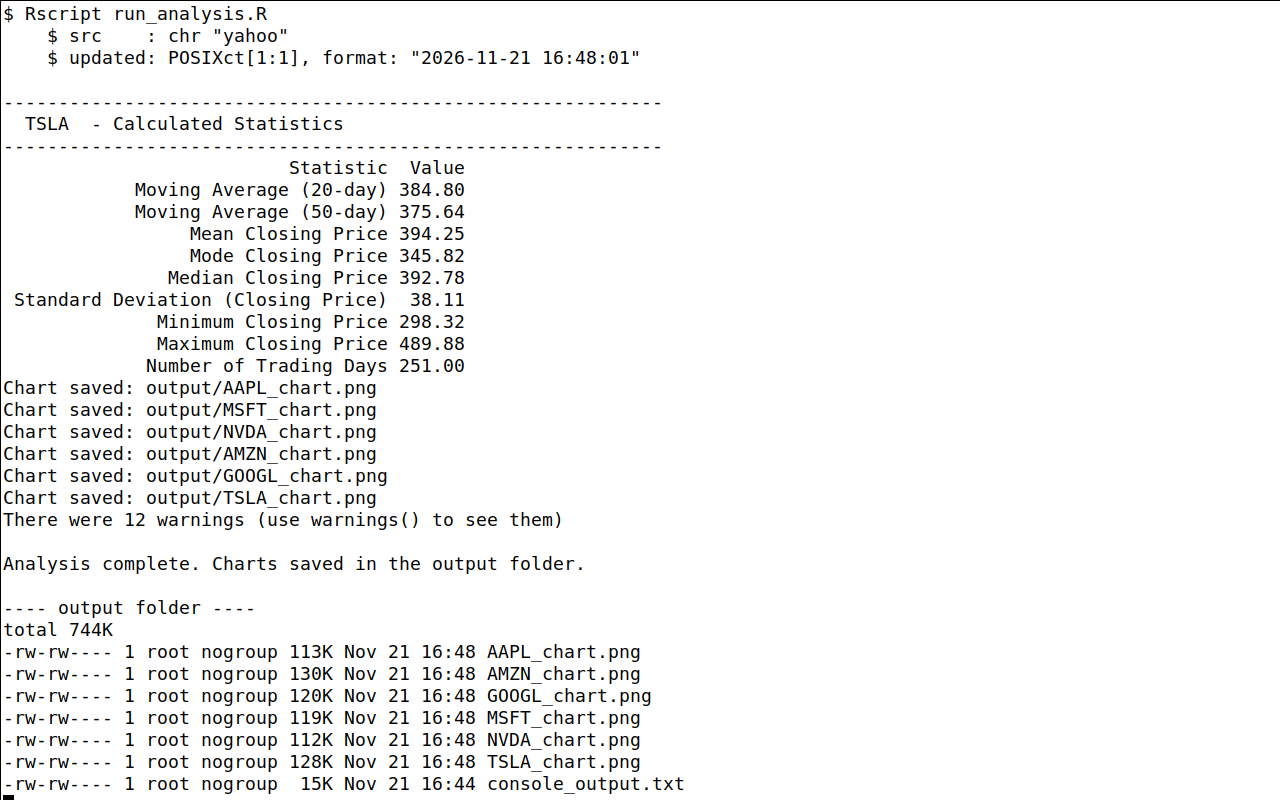 $ Rscript run_analysis.R
    $ src    : chr "yahoo"
    $ updated: POSIXct[1:1], format: "2026-11-21 16:48:01"

------------------------------------------------------------
  TSLA  - Calculated Statistics
------------------------------------------------------------
                          Statistic  Value
            Moving Average (20-day) 384.80
            Moving Average (50-day) 375.64
                 Mean Closing Price 394.25
                 Mode Closing Price 345.82
               Median Closing Price 392.78
 Standard Deviation (Closing Price)  38.11
              Minimum Closing Price 298.32
              Maximum Closing Price 489.88
             Number of Trading Days 251.00
Chart saved: output/AAPL_chart.png
Chart saved: output/MSFT_chart.png
Chart saved: output/NVDA_chart.png
Chart saved: output/AMZN_chart.png
Chart saved: output/GOOGL_chart.png
Chart saved: output/TSLA_chart.png
There were 12 warnings (use warnings() to see them)

Analysis complete. Charts saved in the output folder.

---- output folder ----
total 744K
-rw-rw---- 1 root nogroup 113K Nov 21 16:48 AAPL_chart.png
-rw-rw---- 1 root nogroup 130K Nov 21 16:48 AMZN_chart.png
-rw-rw---- 1 root nogroup 120K Nov 21 16:48 GOOGL_chart.png
-rw-rw---- 1 root nogroup 119K Nov 21 16:48 MSFT_chart.png
-rw-rw---- 1 root nogroup 112K Nov 21 16:48 NVDA_chart.png
-rw-rw---- 1 root nogroup 128K Nov 21 16:48 TSLA_chart.png
-rw-rw---- 1 root nogroup  15K Nov 21 16:44 console_output.txt